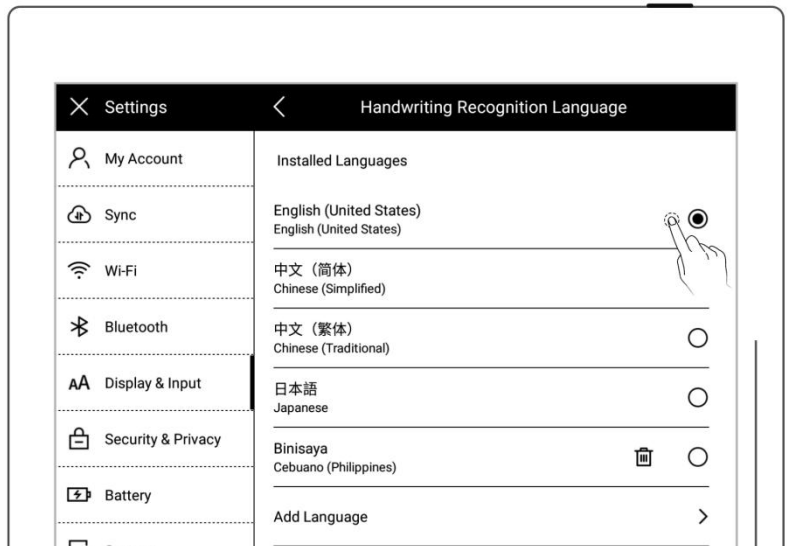 Settings
Handwriting Recognition Language
My Account
Sync
Wi-Fi
Bluetooth
AA Display & Input
Security & Privacy
Battery
Installed Languages
English (United States)
English (United States)
中文（简体）
Chinese (Simplified)
中文（繁体）
Chinese (Traditional)
日本語
Japanese
Binisaya
Cebuano (Philippines)
Add Language